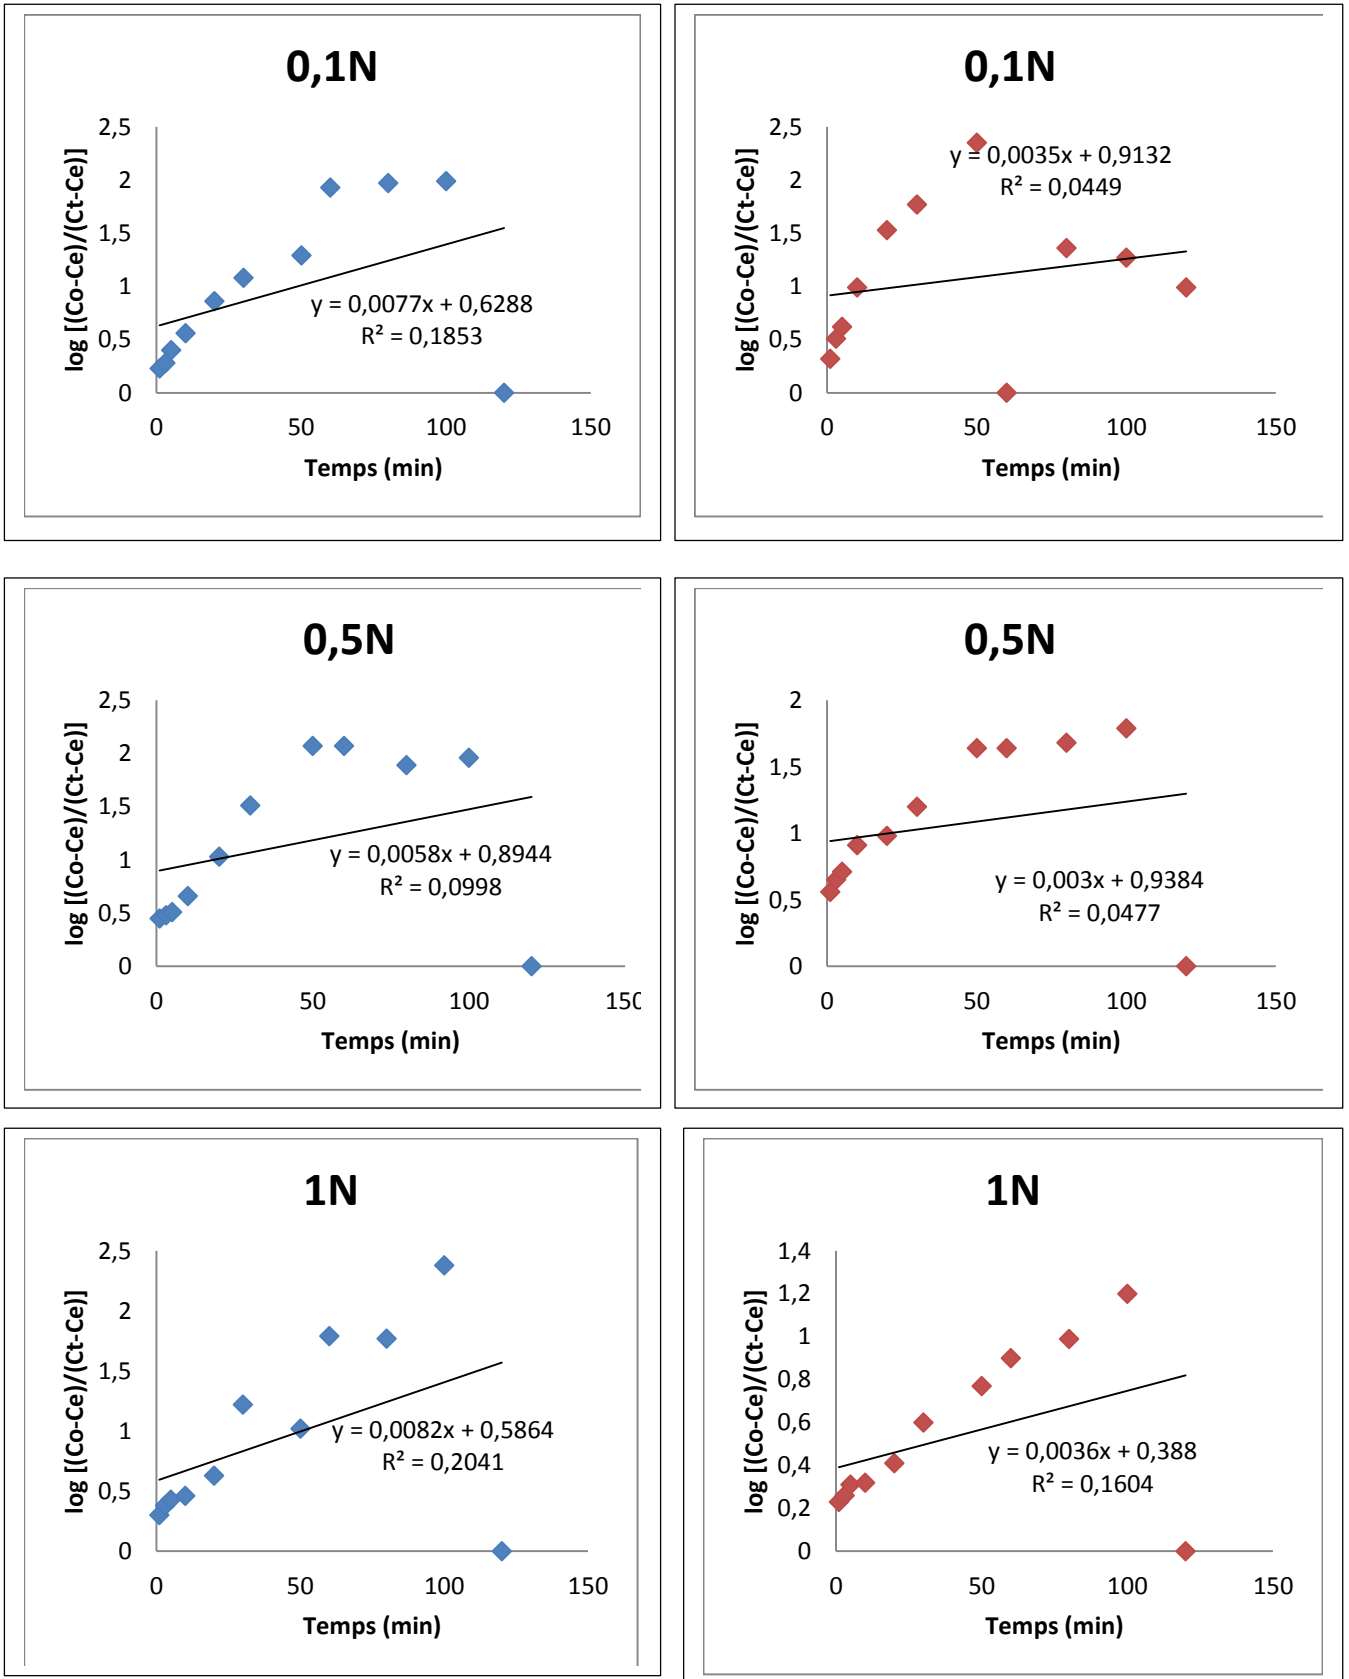 0,1N
2,5
2
1,5
1
0,5
0
0 50 100 150
log [(Co-Ce)/(Ct-Ce)]
Temps (min)
y = 0,0077x + 0,6288
R² = 0,1853
0,1N
2,5
2
1,5
1
0,5
0
0 50 100 150
log [(Co-Ce)/(Ct-Ce)]
Temps (min)
y = 0,0035x + 0,9132
R² = 0,0449
0,5N
2,5
2
1,5
1
0,5
0
0 50 100 150
log [(Co-Ce)/(Ct-Ce)]
Temps (min)
y = 0,0058x + 0,8944
R² = 0,0998
0,5N
2
1,5
1
0,5
0
0 50 100 150
log [(Co-Ce)/(Ct-Ce)]
Temps (min)
y = 0,003x + 0,9384
R² = 0,0477
1N
2,5
2
1,5
1
0,5
0
0 50 100 150
log [(Co-Ce)/(Ct-Ce)]
Temps (min)
y = 0,0082x + 0,5864
R² = 0,2041
1N
1,4
1,2
1
0,8
0,6
0,4
0,2
0
0 50 100 150
log [(Co-Ce)/(Ct-Ce)]
Temps (min)
y = 0,0036x + 0,388
R² = 0,1604